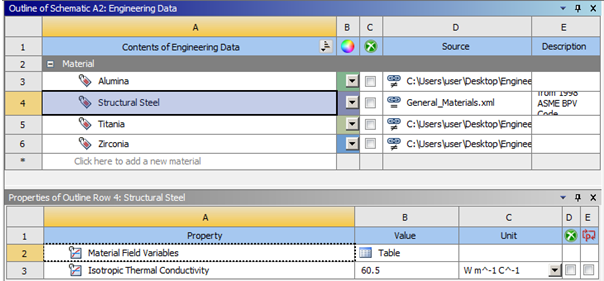 Outline of Schematic A2: Engineering Data
A B C D E
1 Contents of Engineering Data Source Description
2 Material
3 Alumina C:\Users\user\Desktop\Enginee
4 Structural Steel General_Materials.xml from 1998 ASME BPV Code
5 Titania C:\Users\user\Desktop\Enginee
6 Zirconia C:\Users\user\Desktop\Enginee
* Click here to add a new material
Properties of Outline Row 4: Structural Steel
A B C D E
1 Property Value Unit
2 Material Field Variables Table
3 Isotropic Thermal Conductivity 60.5 W m^-1 C^-1